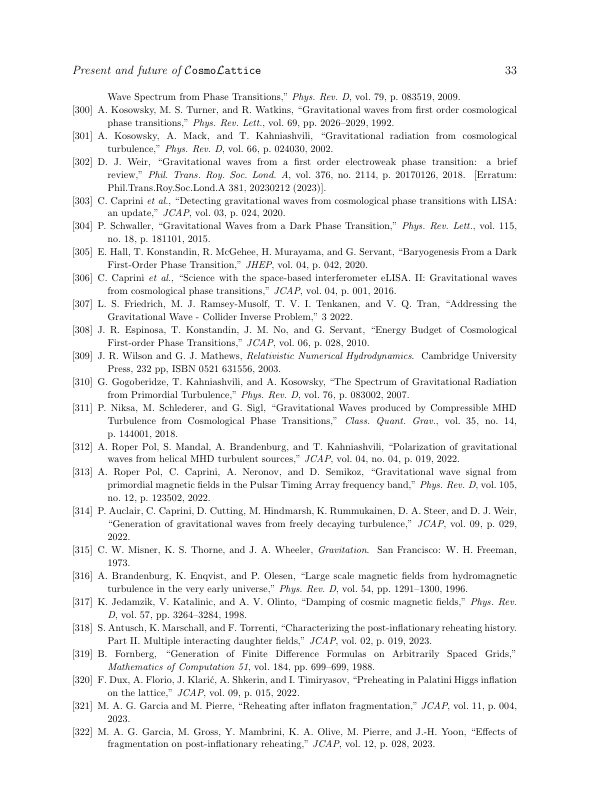 Present and future of CosmoLattice 33
Wave Spectrum from Phase Transitions,” Phys. Rev. D, vol. 79, p. 083519, 2009.
[300] A. Kosowsky, M. S. Turner, and R. Watkins, “Gravitational waves from first order cosmological
phase transitions,” Phys. Rev. Lett., vol. 69, pp. 2026–2029, 1992.
[301] A. Kosowsky, A. Mack, and T. Kahniashvili, “Gravitational radiation from cosmological
turbulence,” Phys. Rev. D, vol. 66, p. 024030, 2002.
[302] D. J. Weir, “Gravitational waves from a first order electroweak phase transition: a brief
review,” Phil. Trans. Roy. Soc. Lond. A, vol. 376, no. 2114, p. 20170126, 2018. [Erratum:
Phil.Trans.Roy.Soc.Lond.A 381, 20230212 (2023)].
[303] C. Caprini et al., “Detecting gravitational waves from cosmological phase transitions with LISA:
an update,” JCAP, vol. 03, p. 024, 2020.
[304] P. Schwaller, “Gravitational Waves from a Dark Phase Transition,” Phys. Rev. Lett., vol. 115,
no. 18, p. 181101, 2015.
[305] E. Hall, T. Konstandin, R. McGehee, H. Murayama, and G. Servant, “Baryogenesis From a Dark
First-Order Phase Transition,” JHEP, vol. 04, p. 042, 2020.
[306] C. Caprini et al., “Science with the space-based interferometer eLISA. II: Gravitational waves
from cosmological phase transitions,” JCAP, vol. 04, p. 001, 2016.
[307] L. S. Friedrich, M. J. Ramsey-Musolf, T. V. I. Tenkanen, and V. Q. Tran, “Addressing the
Gravitational Wave - Collider Inverse Problem,” 3 2022.
[308] J. R. Espinosa, T. Konstandin, J. M. No, and G. Servant, “Energy Budget of Cosmological
First-order Phase Transitions,” JCAP, vol. 06, p. 028, 2010.
[309] J. R. Wilson and G. J. Mathews, Relativistic Numerical Hydrodynamics. Cambridge University
Press, 232 pp, ISBN 0521 631556, 2003.
[310] G. Gogoberidze, T. Kahniashvili, and A. Kosowsky, “The Spectrum of Gravitational Radiation
from Primordial Turbulence,” Phys. Rev. D, vol. 76, p. 083002, 2007.
[311] P. Niksa, M. Schlederer, and G. Sigl, “Gravitational Waves produced by Compressible MHD
Turbulence from Cosmological Phase Transitions,” Class. Quant. Grav., vol. 35, no. 14,
p. 144001, 2018.
[312] A. Roper Pol, S. Mandal, A. Brandenburg, and T. Kahniashvili, “Polarization of gravitational
waves from helical MHD turbulent sources,” JCAP, vol. 04, no. 04, p. 019, 2022.
[313] A. Roper Pol, C. Caprini, A. Neronov, and D. Semikoz, “Gravitational wave signal from
primordial magnetic fields in the Pulsar Timing Array frequency band,” Phys. Rev. D, vol. 105,
no. 12, p. 123502, 2022.
[314] P. Auclair, C. Caprini, D. Cutting, M. Hindmarsh, K. Rummukainen, D. A. Steer, and D. J. Weir,
“Generation of gravitational waves from freely decaying turbulence,” JCAP, vol. 09, p. 029,
2022.
[315] C. W. Misner, K. S. Thorne, and J. A. Wheeler, Gravitation. San Francisco: W. H. Freeman,
1973.
[316] A. Brandenburg, K. Enqvist, and P. Olesen, “Large scale magnetic fields from hydromagnetic
turbulence in the very early universe,” Phys. Rev. D, vol. 54, pp. 1291–1300, 1996.
[317] K. Jedamzik, V. Katalinic, and A. V. Olinto, “Damping of cosmic magnetic fields,” Phys. Rev.
D, vol. 57, pp. 3264–3284, 1998.
[318] S. Antusch, K. Marschall, and F. Torrenti, “Characterizing the post-inflationary reheating history.
Part II. Multiple interacting daughter fields,” JCAP, vol. 02, p. 019, 2023.
[319] B. Fornberg, “Generation of Finite Difference Formulas on Arbitrarily Spaced Grids,”
Mathematics of Computation 51, vol. 184, pp. 699–699, 1988.
[320] F. Dux, A. Florio, J. Klarić, A. Shkerin, and I. Timiryasov, “Preheating in Palatini Higgs inflation
on the lattice,” JCAP, vol. 09, p. 015, 2022.
[321] M. A. G. Garcia and M. Pierre, “Reheating after inflaton fragmentation,” JCAP, vol. 11, p. 004,
2023.
[322] M. A. G. Garcia, M. Gross, Y. Mambrini, K. A. Olive, M. Pierre, and J.-H. Yoon, “Effects of
fragmentation on post-inflationary reheating,” JCAP, vol. 12, p. 028, 2023.